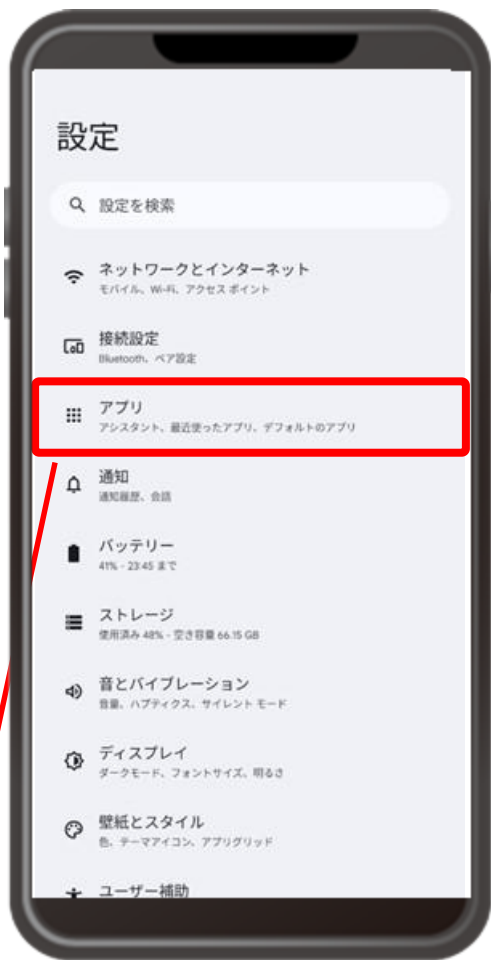 設定
設定を検索
ネットワークとインターネット
モバイル、Wi-Fi、アクセス ポイント
接続設定
Bluetooth、ペア設定
アプリ
アシスタント、最近使ったアプリ、デフォルトのアプリ
通知
通知履歴、会話
バッテリー
41% - 23:45 まで
ストレージ
使用済み 48% - 空き容量 66.15 GB
音とバイブレーション
音量、ハプティクス、サイレント モード
ディスプレイ
ダークモード、フォントサイズ、明るさ
壁紙とスタイル
色、テーマアイコン、アプリグリッド
ユーザー補助